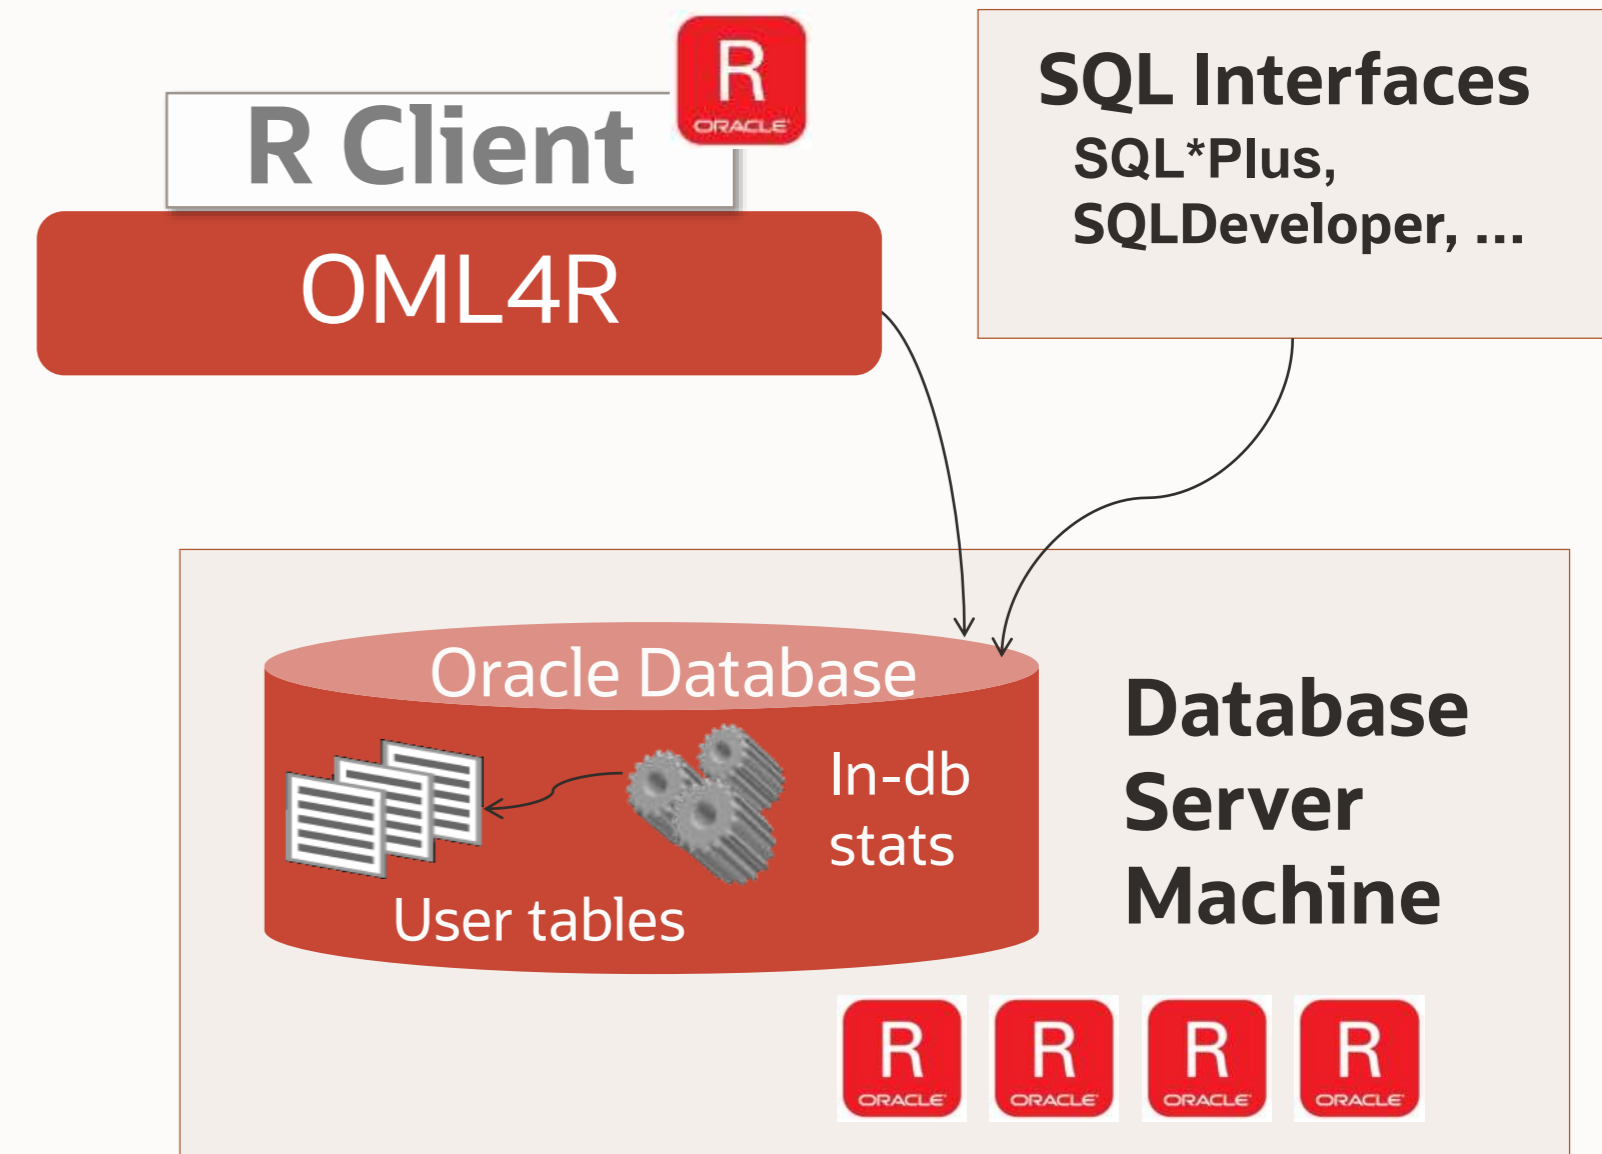 R
ORACLE
R Client
OML4R
SQL Interfaces
SQL*Plus,
SQLDeveloper, ...
Oracle Database
In-db
stats
User tables
Database
Server
Machine
R
ORACLE
R
ORACLE
R
ORACLE
R
ORACLE